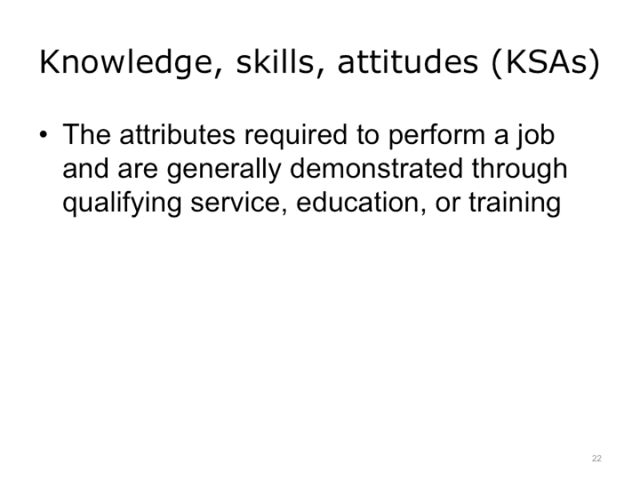 Knowledge, skills, attitudes (KSAs)
• The attributes required to perform a job
and are generally demonstrated through
qualifying service, education, or training
22